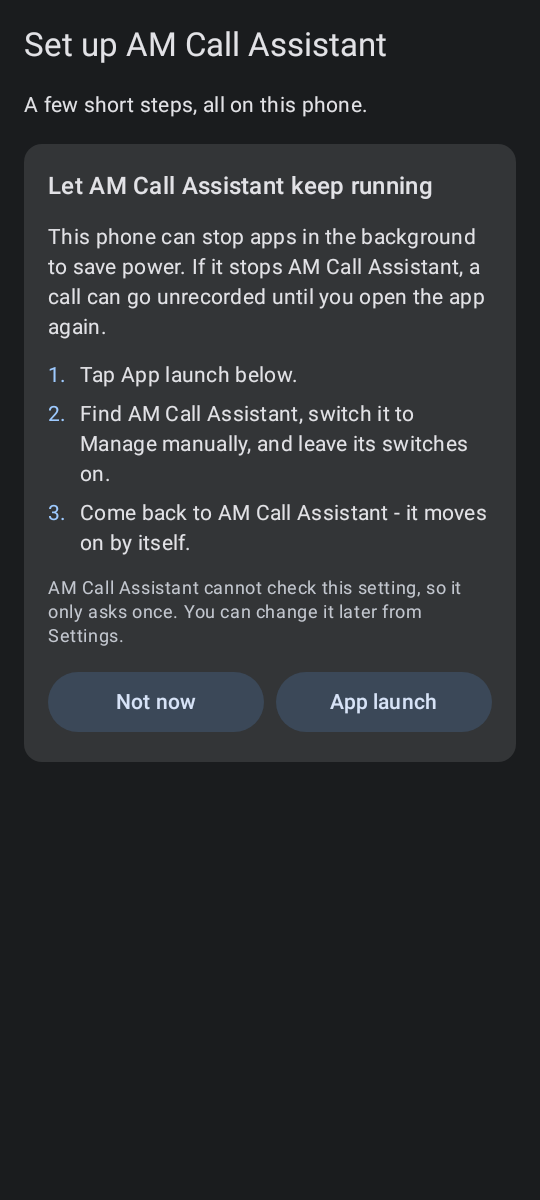 Set up AM Call Assistant
A few short steps, all on this phone.
Let AM Call Assistant keep running
This phone can stop apps in the background
to save power. If it stops AM Call Assistant, a
call can go unrecorded until you open the app
again.
1. Tap App launch below.
2. Find AM Call Assistant, switch it to
Manage manually, and leave its switches
on.
3. Come back to AM Call Assistant - it moves
on by itself.
AM Call Assistant cannot check this setting, so it
only asks once. You can change it later from
Settings.
Not now
App launch